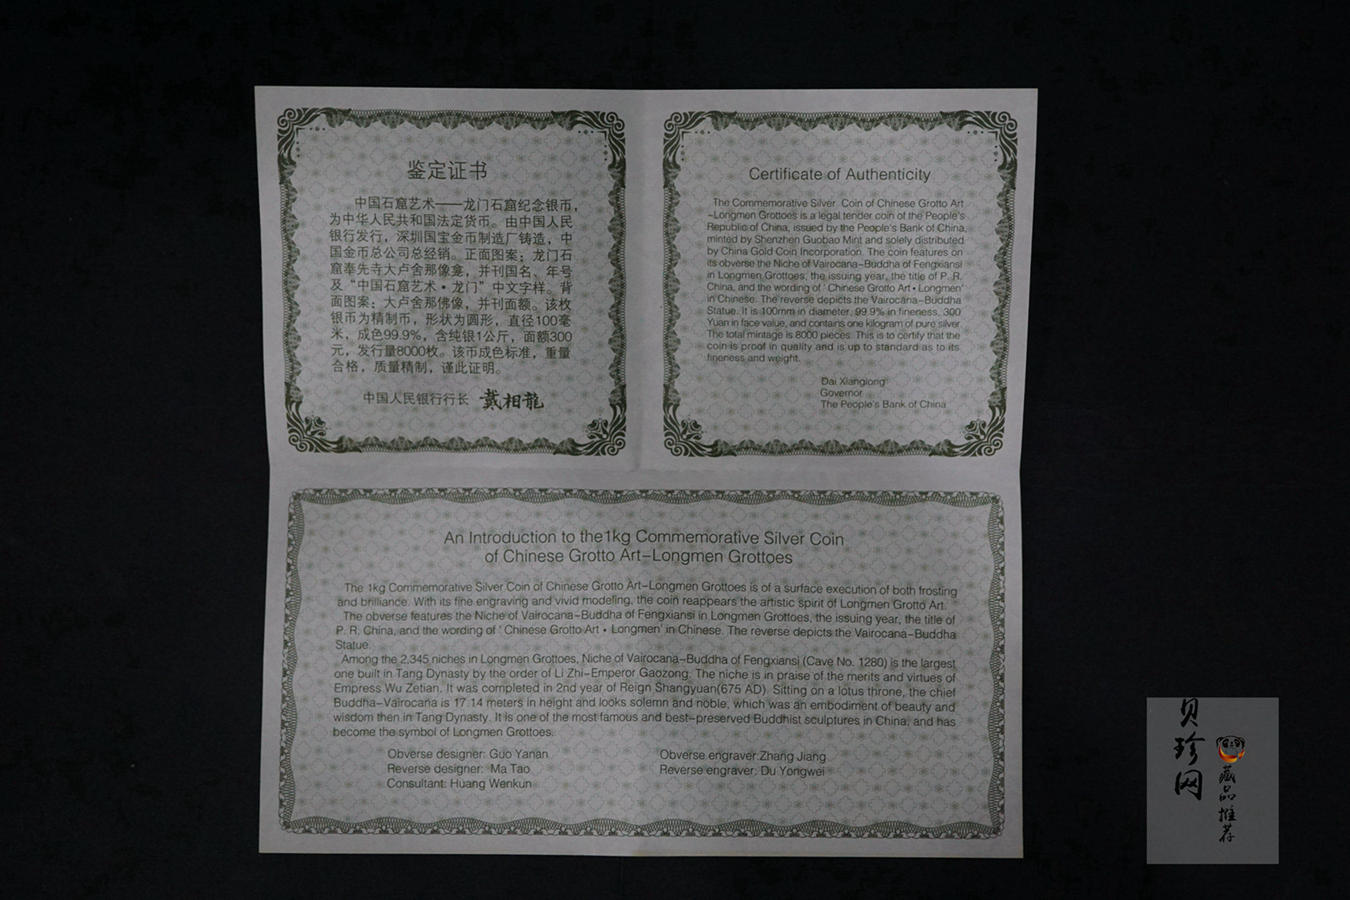 鉴定证书
中国石窟艺术——龙门石窟纪念银币，
为中华人民共和国法定货币。由中国人民
银行发行，深圳国宝金币制造厂铸造，中
国金币总公司总经销。正面图案：龙门石
窟奉先寺大卢舍那像龛，并刊国名、年号
及“中国石窟艺术•龙门”中文字样。背
面图案：大卢舍那佛像，并刊面额。该枚
银币为精制币，形状为圆形，直径100毫
米，成色99.9%，含纯银1公斤，面额300
元，发行量8000枚。该币成色标准，重量
合格，质量精制，谨此证明。
中国人民银行行长 戴相龍
Certificate of Authenticity
The Commemorative Silver Coin of Chinese Grotto Art
-Longmen Grottoes is a legal tender coin of the People's
Republic of China, issued by the People's Bank of China,
minted by Shenzhen Guobao Mint and solely distributed
by China Gold Coin Incorporation. The coin features on
its obverse the Niche of Vairocana-Buddha of Fengxiansi
in Longmen Grottoes, the issuing year, the title of P. R.
China, and the wording of ' Chinese Grotto Art • Longmen'
in Chinese. The reverse depicts the Vairocana-Buddha
Statue. It is 100mm in diameter, 99.9% in fineness, 300
Yuan in face value, and contains one kilogram of pure silver.
The total mintage is 8000 pieces. This is to certify that the
coin is proof in quality and is up to standard as to its
fineness and weight.
Dai Xianglong
Governor
The People's Bank of China
An Introduction to the1kg Commemorative Silver Coin
of Chinese Grotto Art-Longmen Grottoes
The 1kg Commemorative Silver Coin of Chinese Grotto Art-Longmen Grottoes is of a surface execution of both frosting
and brilliance. With its fine engraving and vivid modeling, the coin reappears the artistic spirit of Longmen Grotto Art.
The obverse features the Niche of Vairocana-Buddha of Fengxiansi in Longmen Grottoes, the issuing year, the title of
P. R. China, and the wording of ' Chinese Grotto Art • Longmen' in Chinese. The reverse depicts the Vairocana-Buddha
Statue.
Among the 2,345 niches in Longmen Grottoes, Niche of Vairocana-Buddha of Fengxiansi (Cave No. 1280) is the largest
one built in Tang Dynasty by the order of Li Zhi-Emperor Gaozong. The niche is in praise of the merits and virtues of
Empress Wu Zetian. It was completed in 2nd year of Reign Shangyuan(675 AD). Sitting on a lotus throne, the chief
Buddha-Vairocana is 17.14 meters in height and looks solemn and noble, which was an embodiment of beauty and
wisdom then in Tang Dynasty. It is one of the most famous and best-preserved Buddhist sculptures in China, and has
become the symbol of Longmen Grottoes.
Obverse designer: Guo Yanan
Reverse designer: Ma Tao
Consultant: Huang Wenkun
Obverse engraver:Zhang Jiang
Reverse engraver: Du Yongwei
贝珍网
藏品推荐